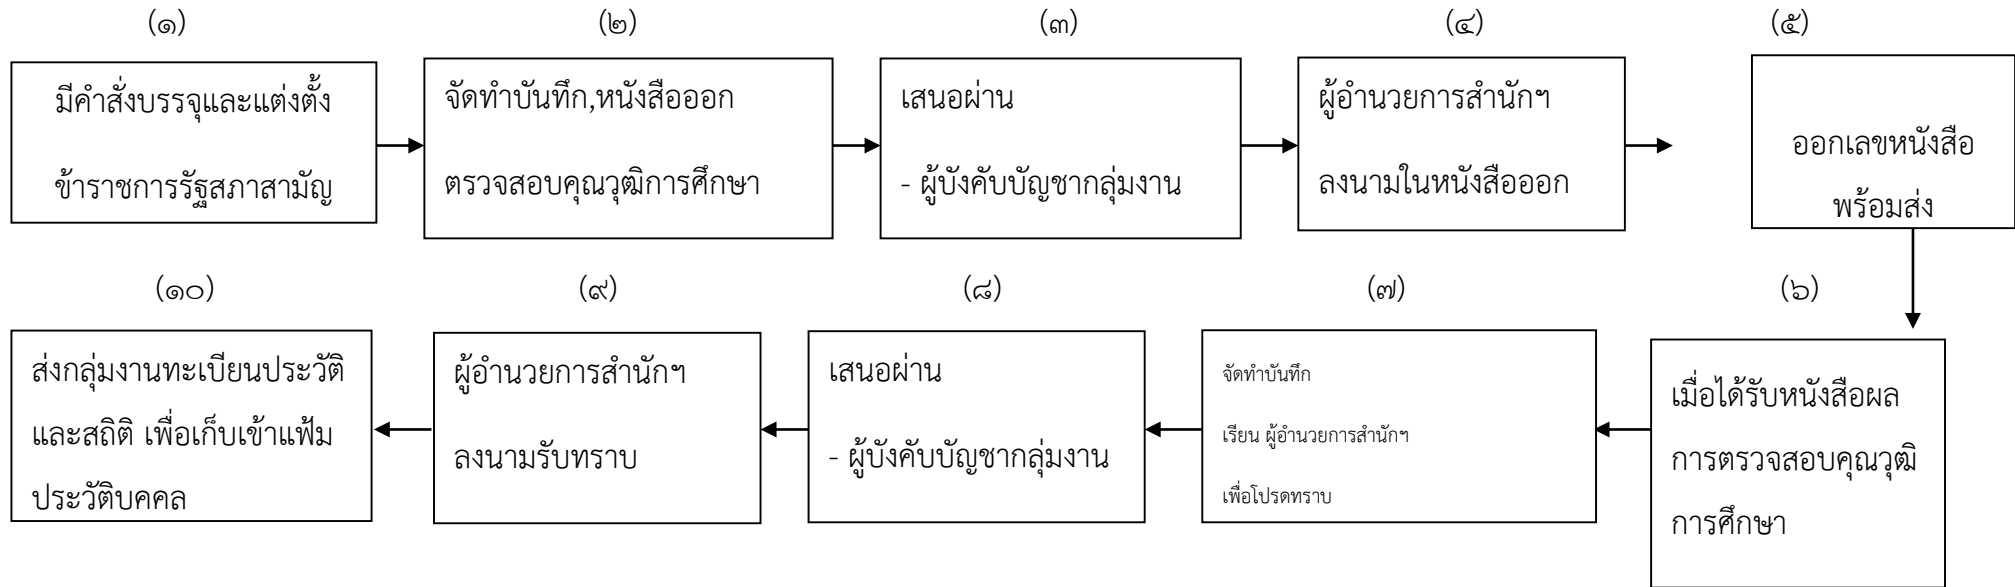 (๑)
มีคำสั่งบรรจุและแต่งตั้ง
ข้าราชการรัฐสภาสามัญ
(๒)
จัดทำบันทึก,หนังสือออก
ตรวจสอบคุณวุฒิการศึกษา
(๓)
เสนอผ่าน
- ผู้บังคับบัญชากลุ่มงาน
(๔)
ผู้อำนวยการสำนักฯ
ลงนามในหนังสือออก
(๕)
ออกเลขหนังสือ
พร้อมส่ง
(๖)
เมื่อได้รับหนังสือผล
การตรวจสอบคุณวุฒิ
การศึกษา
(๗)
จัดทำบันทึก
เรียน ผู้อำนวยการสำนักฯ
เพื่อโปรดทราบ
(๘)
เสนอผ่าน
- ผู้บังคับบัญชากลุ่มงาน
(๙)
ผู้อำนวยการสำนักฯ
ลงนามรับทราบ
(๑๐)
ส่งกลุ่มงานทะเบียนประวัติ
และสถิติ เพื่อเก็บเข้าแฟ้ม
ประวัติบุคคล